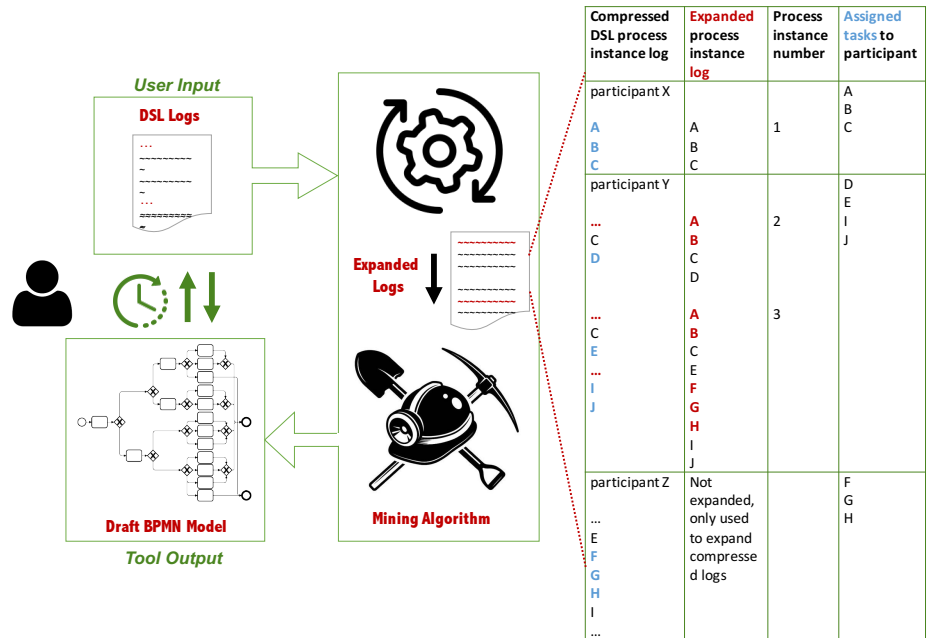 User Input
DSL Logs
...
~~~~~~~~~
~
~~~~~~~~~
~
...
~~~~~~~~~
~
Expanded
Logs
~~~~~~~~~~
~~~~~~~~~~
~~~~~~~~~~
~~~~~~~~~~
~~~~~~~~~~
~~~~~~~~~~
Mining Algorithm
Draft BPMN Model
Tool Output
Compressed
DSL process
instance log
Expanded
process
instance
log
Process
instance
number
Assigned
tasks to
participant
participant X
A
B
C
A
B
C
1
A
B
C
participant Y
...
C
D
...
C
E
...
I
J
A
B
C
D
A
B
C
E
F
G
H
I
J
2
3
D
E
I
J
participant Z
...
E
F
G
H
I
...
Not
expanded,
only used
to expand
compresse
d logs
F
G
H